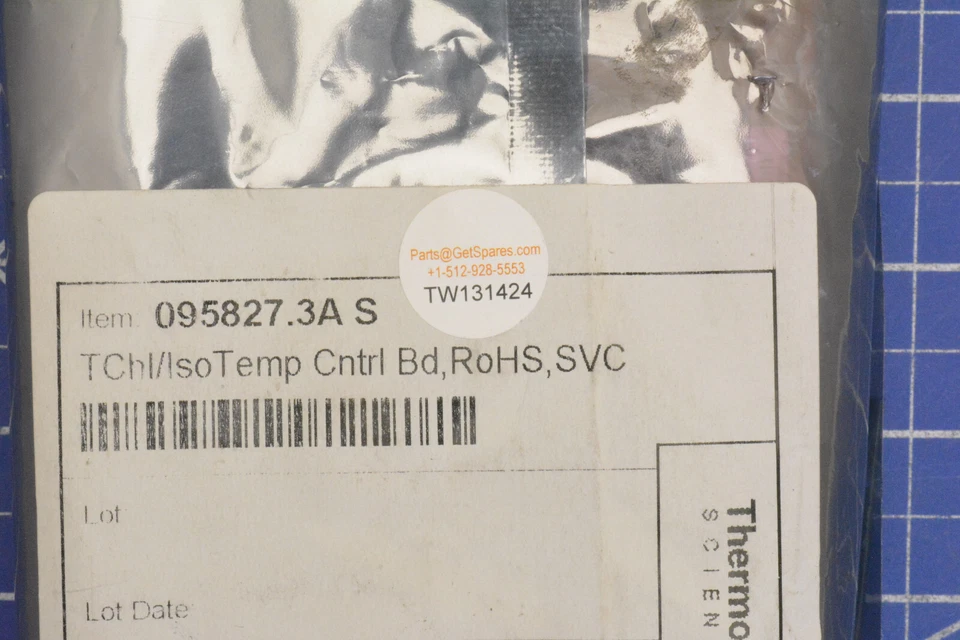 Parts@GetSpares.com
+1-512-928-5553
TW131424
Item 095827.3A S
TChl/IsoTemp Cntrl Bd,RoHS,SVC
Lot
Lot Date
Thermo
SCIEN